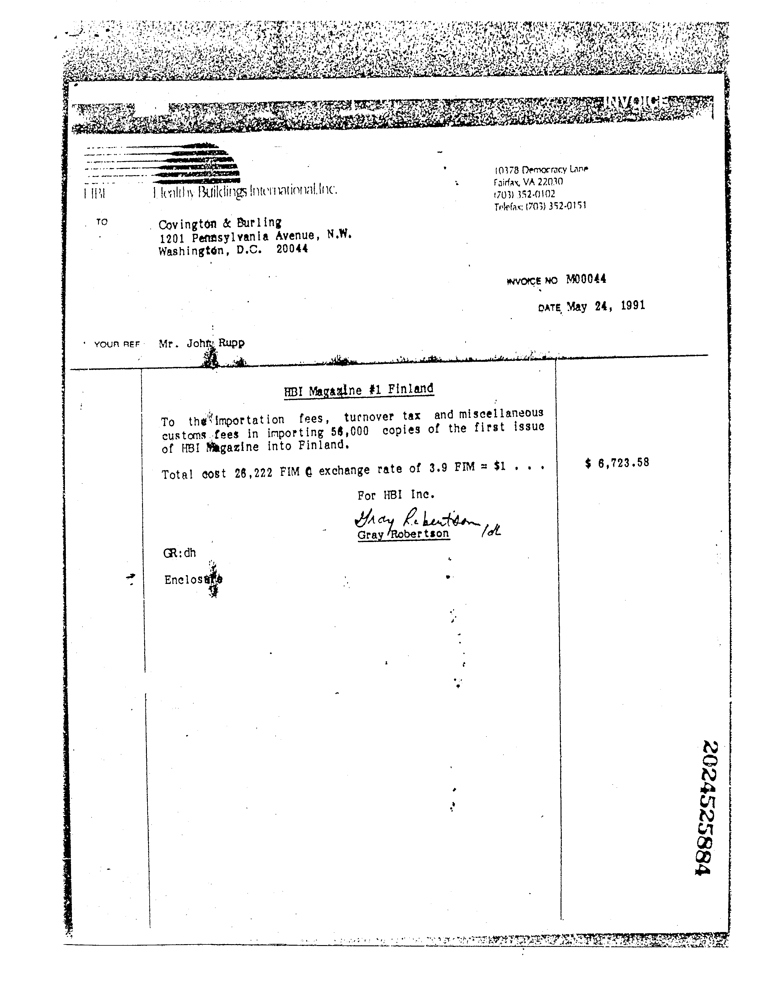 INVOICE
HBI Healthy Buildings International, Inc.
10378 Democracy Lane
Fairfax, VA 22030
(703) 352-0102
Telefax: (703) 352-0151
TO Covington & Burling
1201 Pennsylvania Avenue, N.W.
Washington, D.C. 20044
INVOICE NO M00044
DATE May 24, 1991
YOUR REF Mr. John Rupp
HBI Magazine #1 Finland
To the importation fees, turnover tax and miscellaneous
customs fees in importing 56,000 copies of the first issue
of HBI Magazine into Finland.
Total cost 26,222 FIM @ exchange rate of 3.9 FIM = $1 . . . $ 6,723.58
For HBI Inc.
Gray Robertson /dh
Gray Robertson
GR:dh
Enclosure
2024525884